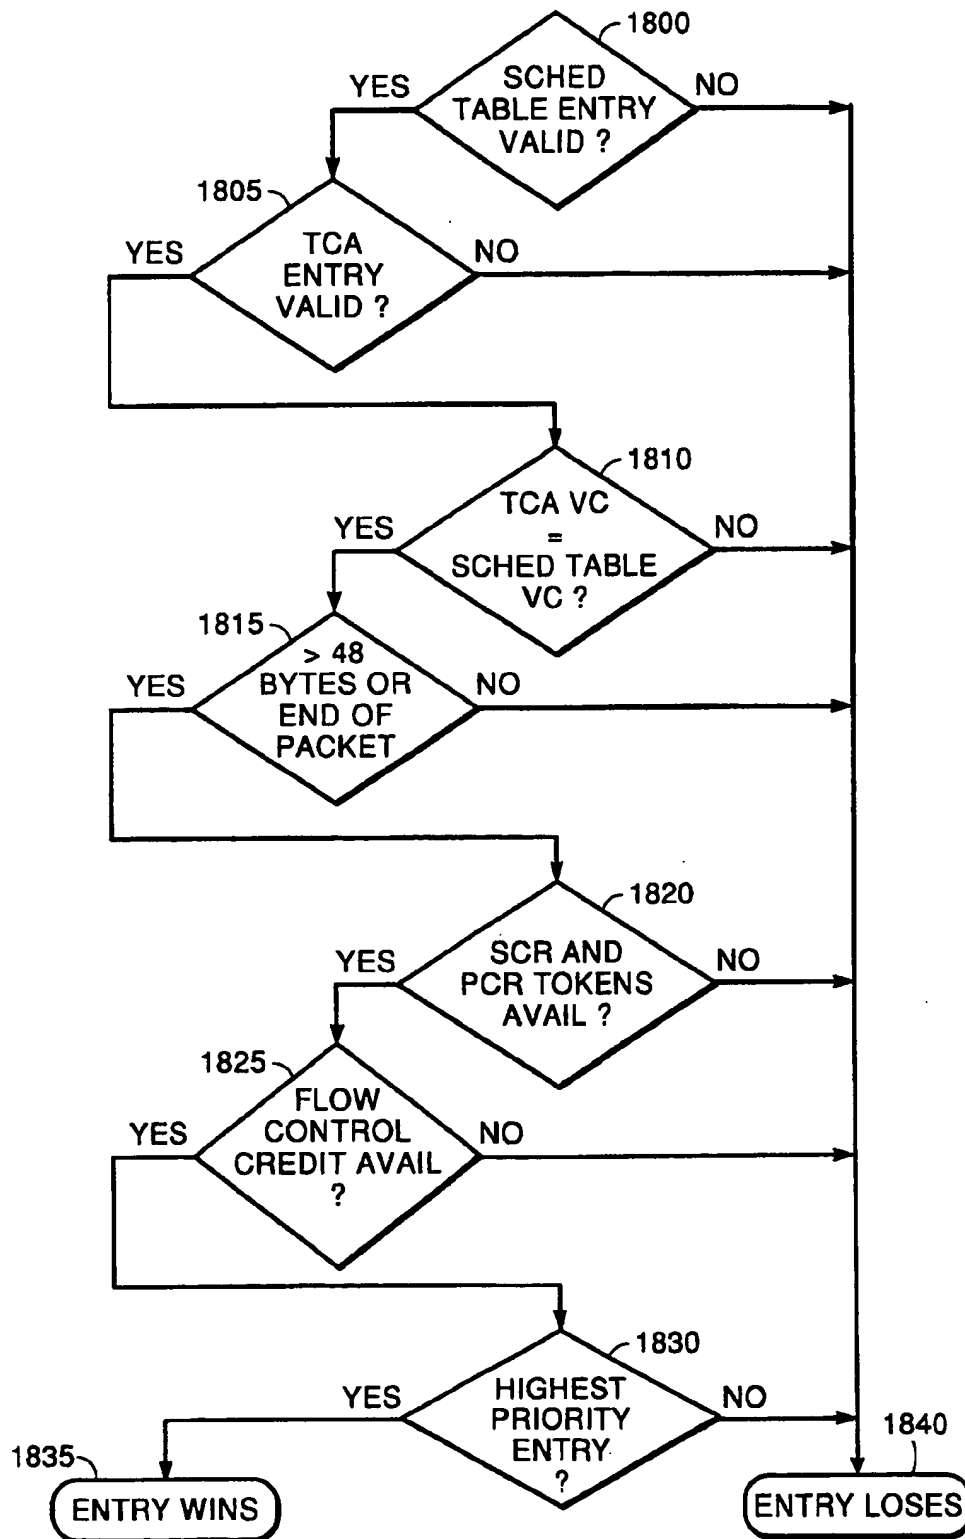 1800
SCHED
TABLE ENTRY
VALID ?
YES
NO
1805
TCA
ENTRY
VALID ?
YES
NO
1810
TCA VC
=
SCHED TABLE
VC ?
YES
NO
1815
> 48
BYTES OR
END OF
PACKET
YES
NO
1820
SCR AND
PCR TOKENS
AVAIL ?
YES
NO
1825
FLOW
CONTROL
CREDIT AVAIL
?
YES
NO
1830
HIGHEST
PRIORITY
ENTRY
?
YES
NO
1835
ENTRY WINS
1840
ENTRY LOSES